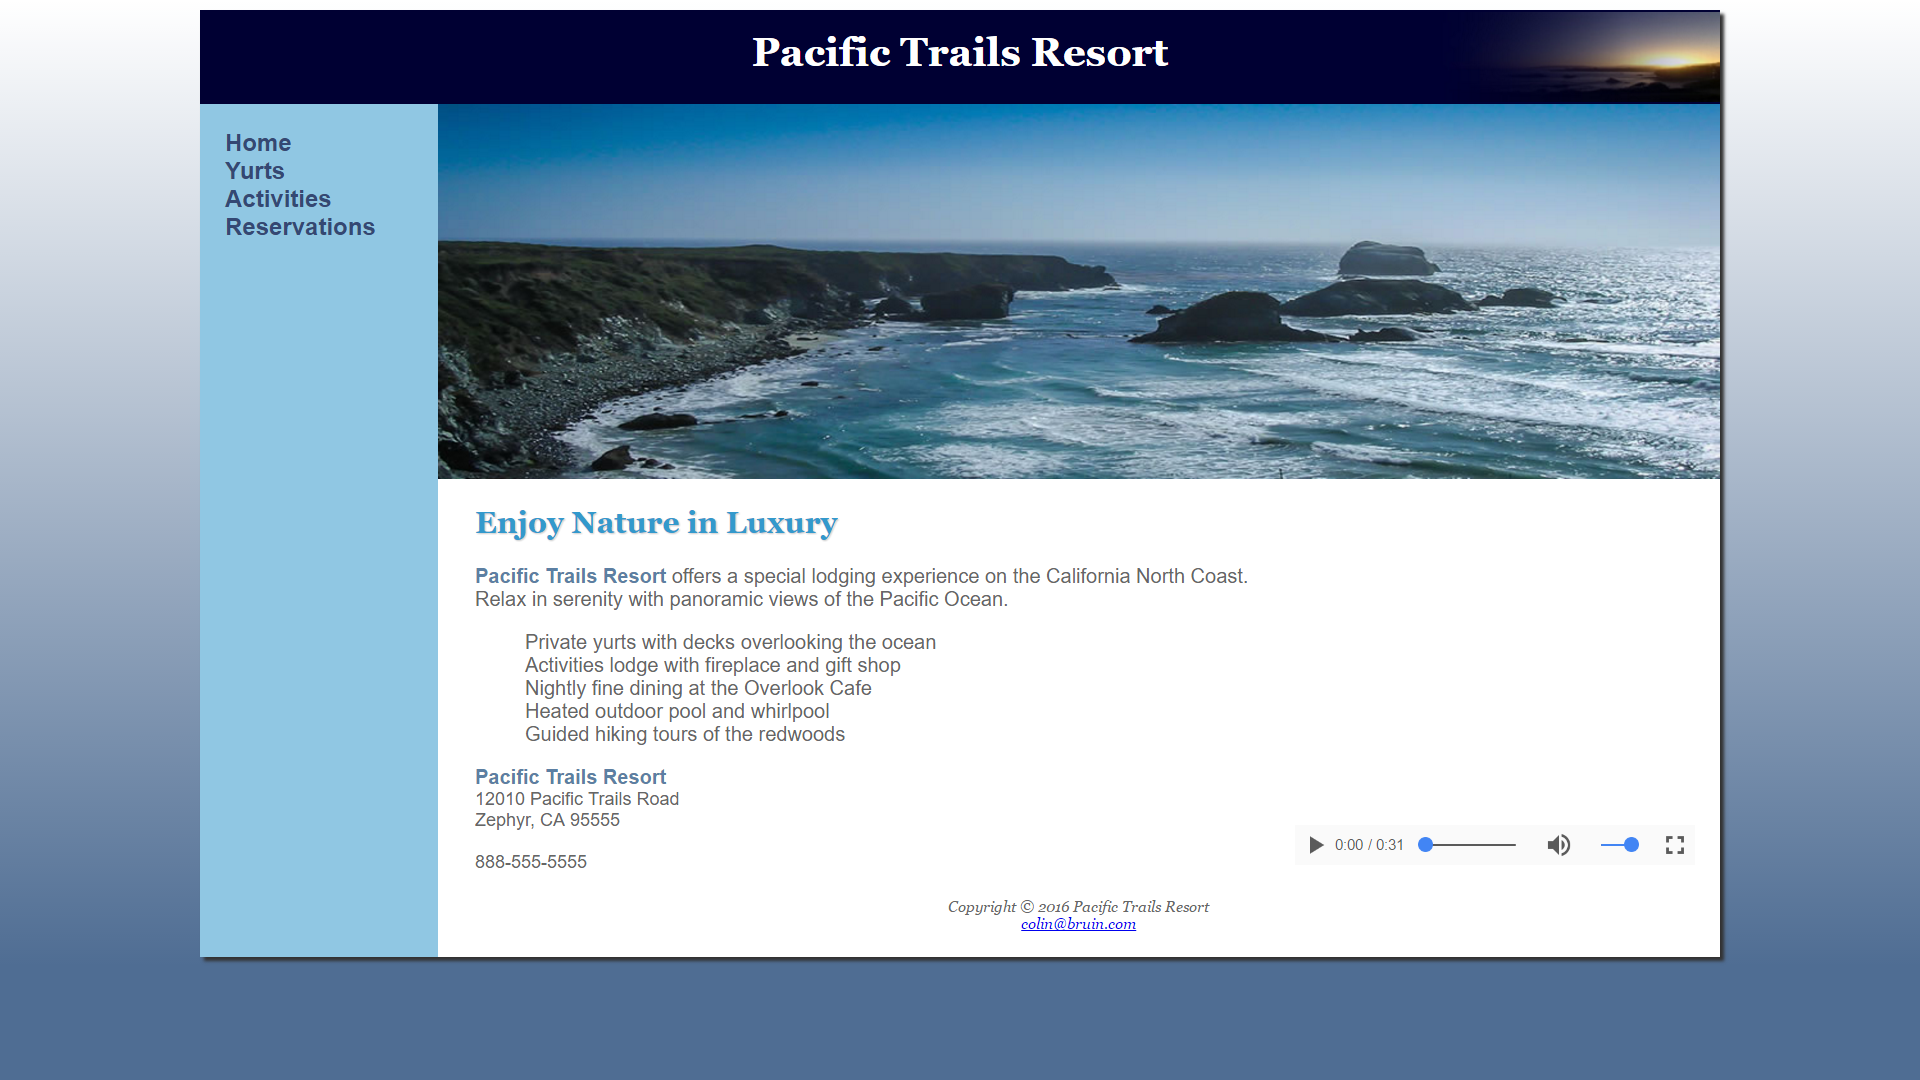 Pacific Trails Resort
Home
Yurts
Activities
Reservations
Enjoy Nature in Luxury
Pacific Trails Resort offers a special lodging experience on the California North Coast.
Relax in serenity with panoramic views of the Pacific Ocean.
Private yurts with decks overlooking the ocean
Activities lodge with fireplace and gift shop
Nightly fine dining at the Overlook Cafe
Heated outdoor pool and whirlpool
Guided hiking tours of the redwoods
Pacific Trails Resort
12010 Pacific Trails Road
Zephyr, CA 95555
888-555-5555
0:00 / 0:31
Copyright © 2016 Pacific Trails Resort
colin@bruin.com